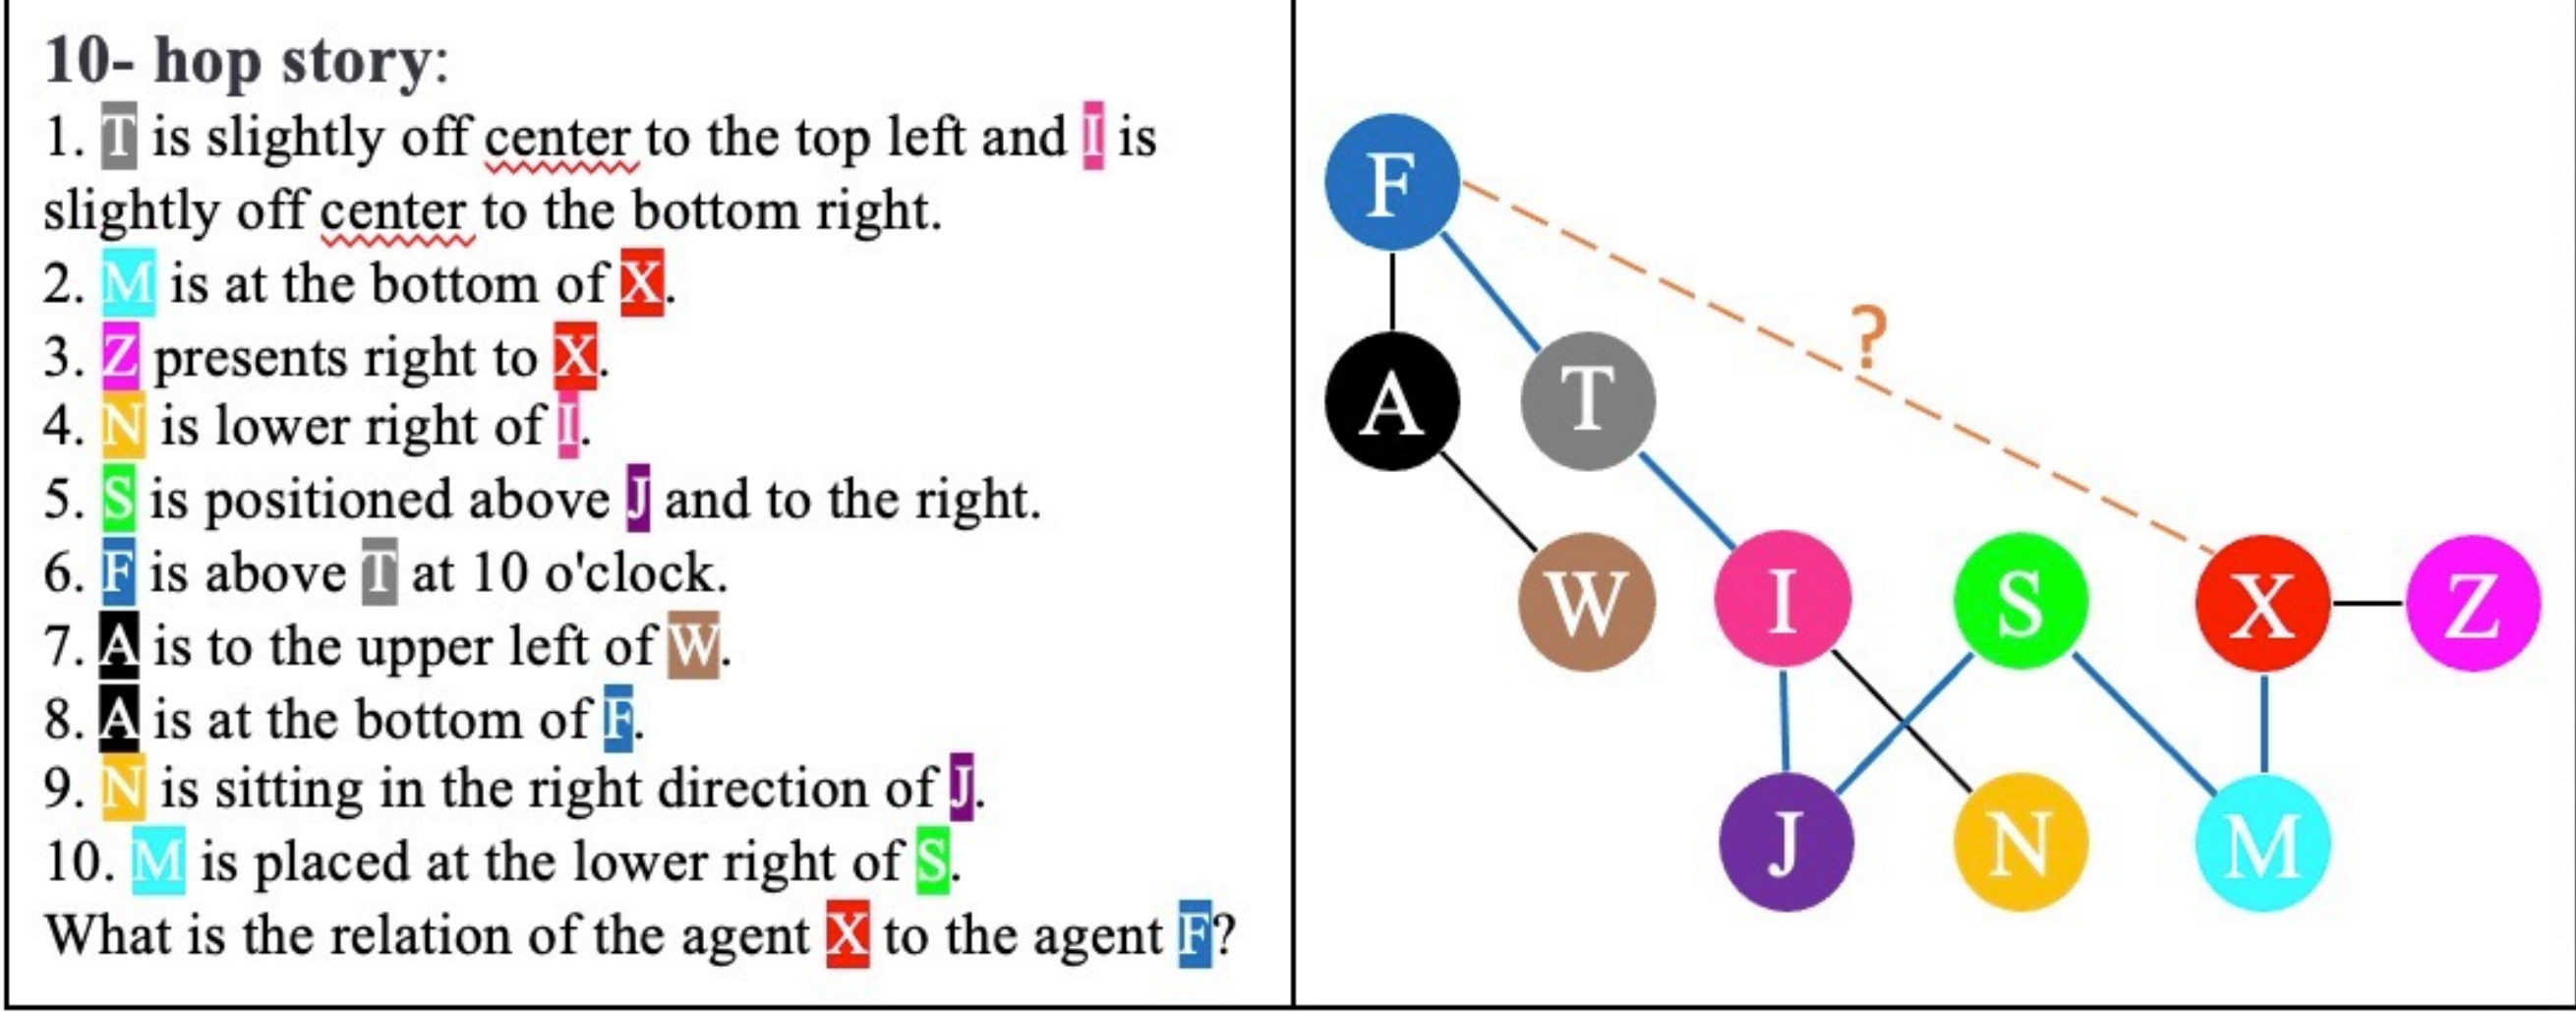 10- hop story:
1. T is slightly off center to the top left and I is
slightly off center to the bottom right.
2. M is at the bottom of X.
3. Z presents right to X.
4. N is lower right of I.
5. S is positioned above J and to the right.
6. F is above T at 10 o'clock.
7. A is to the upper left of W.
8. A is at the bottom of F.
9. N is sitting in the right direction of J.
10. M is placed at the lower right of S.
What is the relation of the agent X to the agent F?
F
?
A
T
W
I
S
X
Z
J
N
M